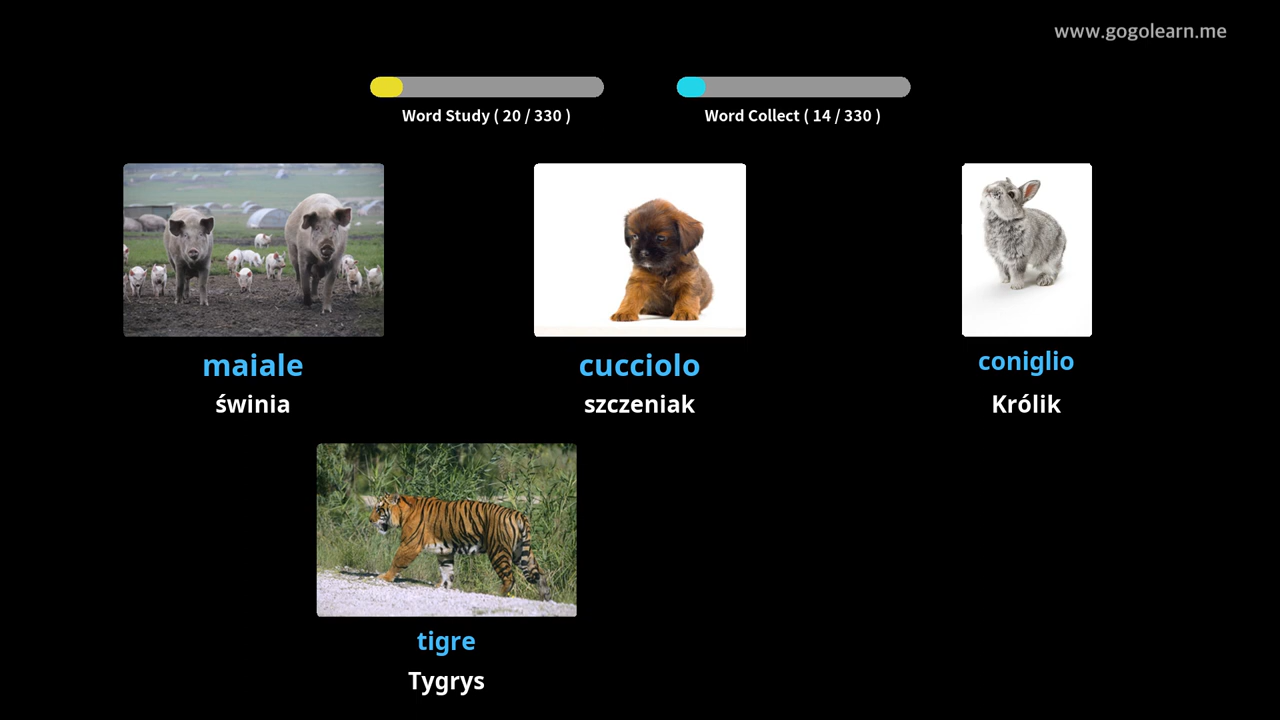 www.gogolearn.me
Word Study ( 20 / 330 )
Word Collect ( 14 / 330 )
maiale
cucciolo
coniglio
świnia
szczeniak
Królik
tigre
Tygrys